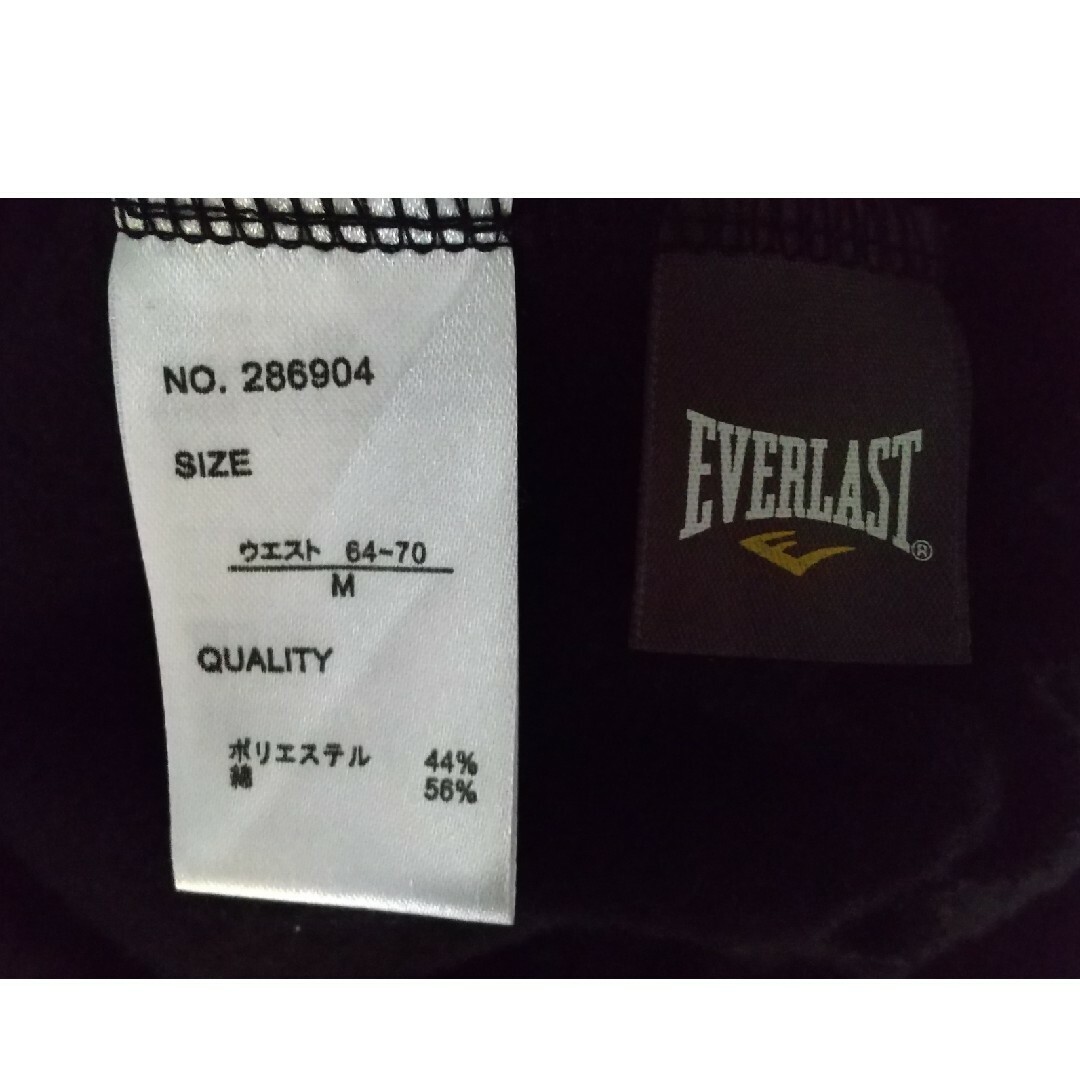 NO. 286904
SIZE
ウエスト 64~70
M
QUALITY
ポリエステル 44%
綿 56%
EVERLAST®